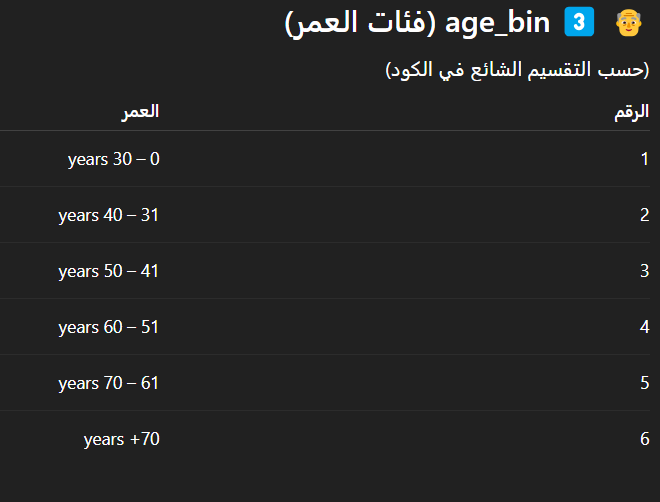 👴 3️⃣ age_bin (فئات العمر)
(حسب التقسيم الشائع في الكود)
الرقم العمر
1 0 – 30 years
2 31 – 40 years
3 41 – 50 years
4 51 – 60 years
5 61 – 70 years
6 70+ years